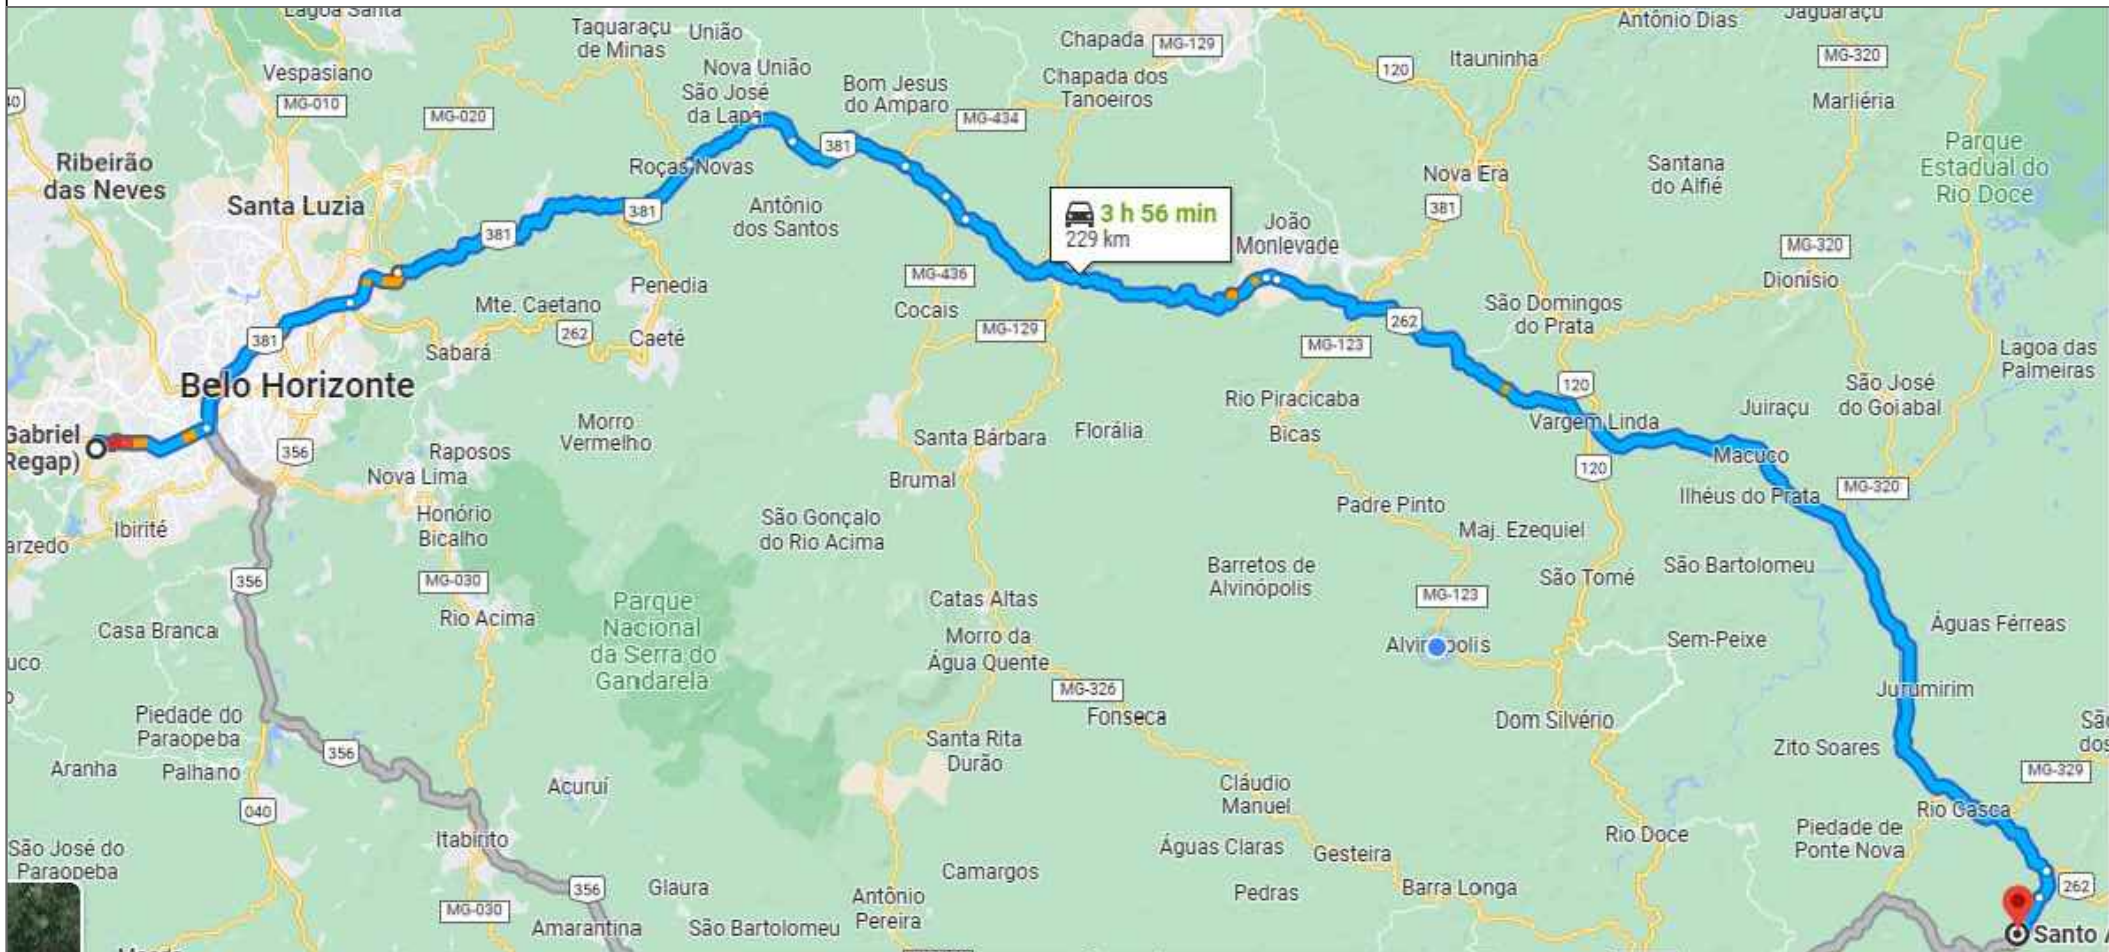 Lagoa Santa
Taquaraçu
de Minas
União
Chapada
MG-129
Antônio Dias
Jaguaraçu
Vespasiano
Nova União
Bom Jesus
do Amparo
Chapada dos
Tanoeiros
120
Itauninha
MG-320
MG-010
MG-020
São José
da Lapa
381
MG-434
Marliéria
Ribeirão
das Neves
Roças Novas
Nova Era
Santana
do Alfié
Parque
Estadual do
Rio Doce
Santa Luzia
381
381
Antônio
dos Santos
3 h 56 min
229 km
João
Monlevade
381
MG-320
Penedia
MG-436
Dionísio
Mte. Caetano
262
Caeté
Sabará
Cocais
MG-129
262
MG-123
São Domingos
do Prata
Lagoa das
Palmeiras
381
Belo Horizonte
Rio Piracicaba
120
Vargem Linda
Juiraçu
São José
do Goiabal
Gabriel
Regap)
356
Raposos
Nova Lima
Morro
Vermelho
Santa Bárbara
Florália
Bicas
120
Macuco
Brumal
Ilhéus do Prata
MG-320
Ibirité
Honório
Bicalho
São Gonçalo
do Rio Acima
Padre Pinto
Maj. Ezequiel
356
MG-030
Barretos de
Alvinópolis
São Tomé
São Bartolomeu
Casa Branca
Rio Acima
Parque
Nacional
da Serra do
Gandarela
Catas Altas
Morro da
Água Quente
MG-123
Alvinópolis
Sem-Peixe
Águas Férreas
MG-326
Fonseca
Jurumirim
Piedade do
Paraopeba
356
Dom Silvério
Aranha
Palhano
Acuruí
Santa Rita
Durão
Zito Soares
MG-329
040
Itabirito
Cláudio
Manuel
Rio Casca
São José do
Paraopeba
Águas Claras
Gesteira
Rio Doce
Piedade de
Ponte Nova
356
Glaura
Camargos
Pedras
Barra Longa
262
MG-030
Amarantina
São Bartolomeu
Antônio
Pereira
Santo